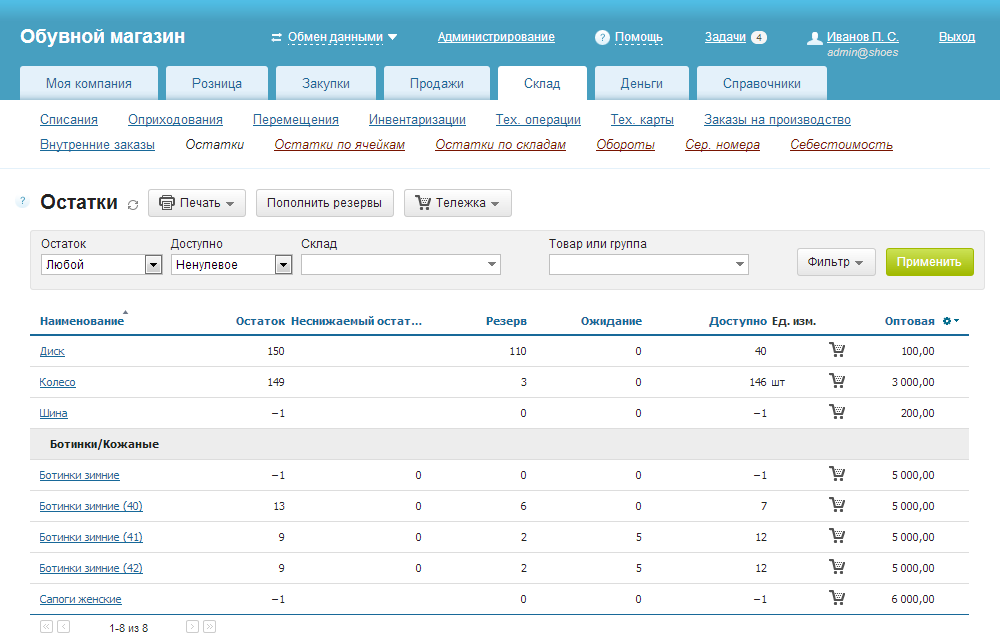 Обувной магазин Обмен данными Администрирование ? Помощь Задачи 4 Иванов П. С. Выход
admin@shoes
Моя компания Розница Закупки Продажи Склад Деньги Справочники
Списания Оприходования Перемещения Инвентаризации Тех. операции Тех. карты Заказы на производство
Внутренние заказы Остатки Остатки по ячейкам Остатки по складам Обороты Сер. номера Себестоимость
? Остатки Печать Пополнить резервы Тележка
Остаток Доступно Склад Товар или группа
Любой Ненулевое Фильтр Применить
Наименование Остаток Неснижаемый остат... Резерв Ожидание Доступно Ед. изм. Оптовая
Диск 150 110 0 40 100,00
Колесо 149 3 0 146 шт 3 000,00
Шина −1 0 0 −1 200,00
Ботинки/Кожаные
Ботинки зимние −1 0 0 0 −1 5 000,00
Ботинки зимние (40) 13 0 6 0 7 5 000,00
Ботинки зимние (41) 9 0 2 5 12 5 000,00
Ботинки зимние (42) 9 0 2 5 12 5 000,00
Сапоги женские −1 0 0 −1 6 000,00
1-8 из 8